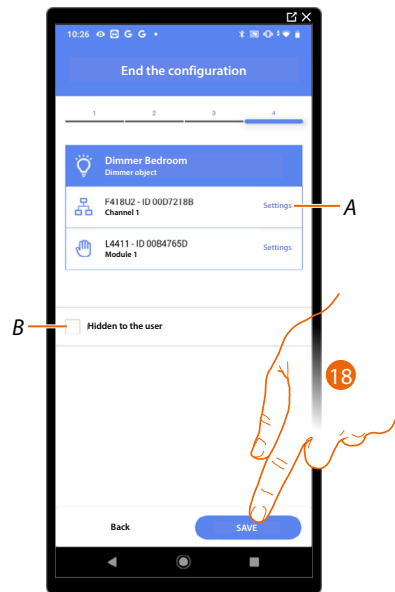 10:26 G G
End the configuration
1 2 3 4
Dimmer Bedroom
Dimmer object
F418U2 - ID 00D7218B
Channel 1
Settings
A
L4411 - ID 00B4765D
Module 1
Settings
B
Hidden to the user
18
Back
SAVE